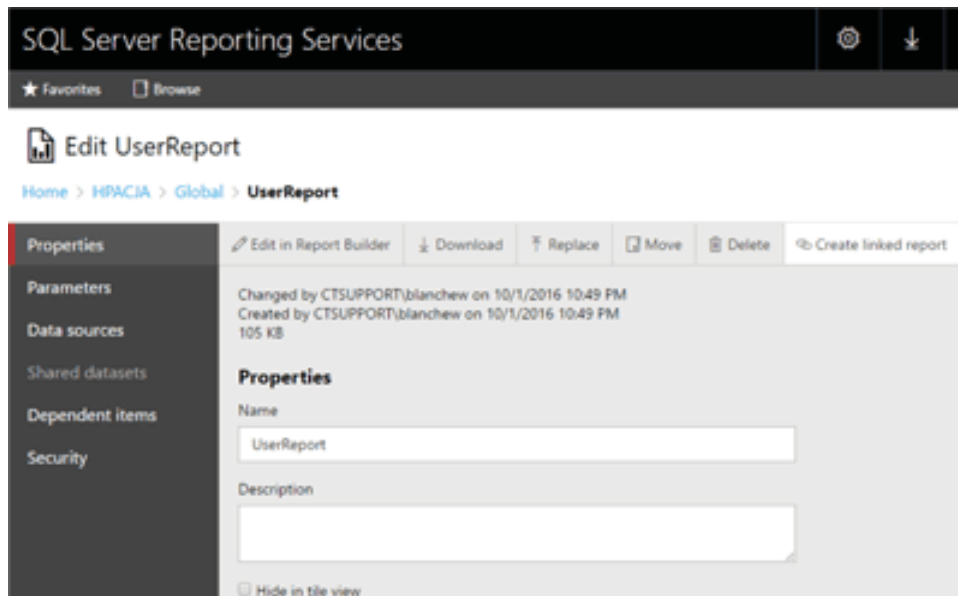 SQL Server Reporting Services
Favorites Browse
Edit UserReport
Home > HPACJA > Global > UserReport
Properties
Parameters
Data sources
Shared datasets
Dependent items
Security
Edit in Report Builder Download Replace Move Delete Create linked report
Changed by CTSUPPORT\blanchew on 10/1/2016 10:49 PM
Created by CTSUPPORT\blanchew on 10/1/2016 10:49 PM
105 KB
Properties
Name
UserReport
Description
Hide in tile view